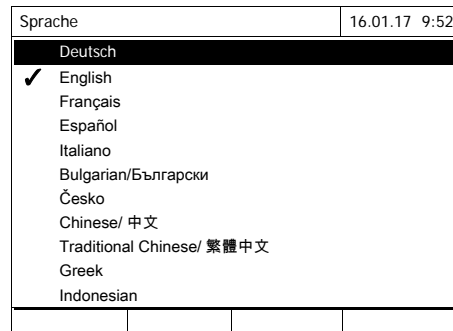 Sprache 16.01.17 9:52
Deutsch
✓ English
Français
Español
Italiano
Bulgarian/Български
Česko
Chinese/ 中文
Traditional Chinese/ 繁體中文
Greek
Indonesian